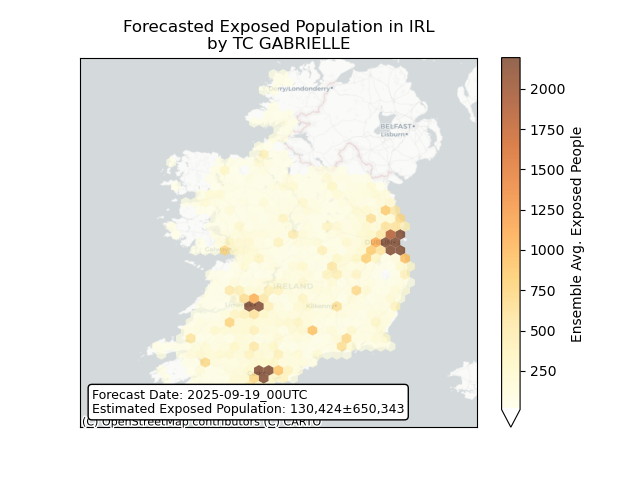 Forecasted Exposed Population in IRL
by TC GABRIELLE
Derry/Londonderry
BELFAST
Lisburn
IRELAND
2000
1750
1500
1250
1000
750
500
250
Ensemble Avg. Exposed People
Forecast Date: 2025-09-19_00UTC
Estimated Exposed Population: 130,424±650,343
(C) OpenStreetMap contributors (C) CARTO